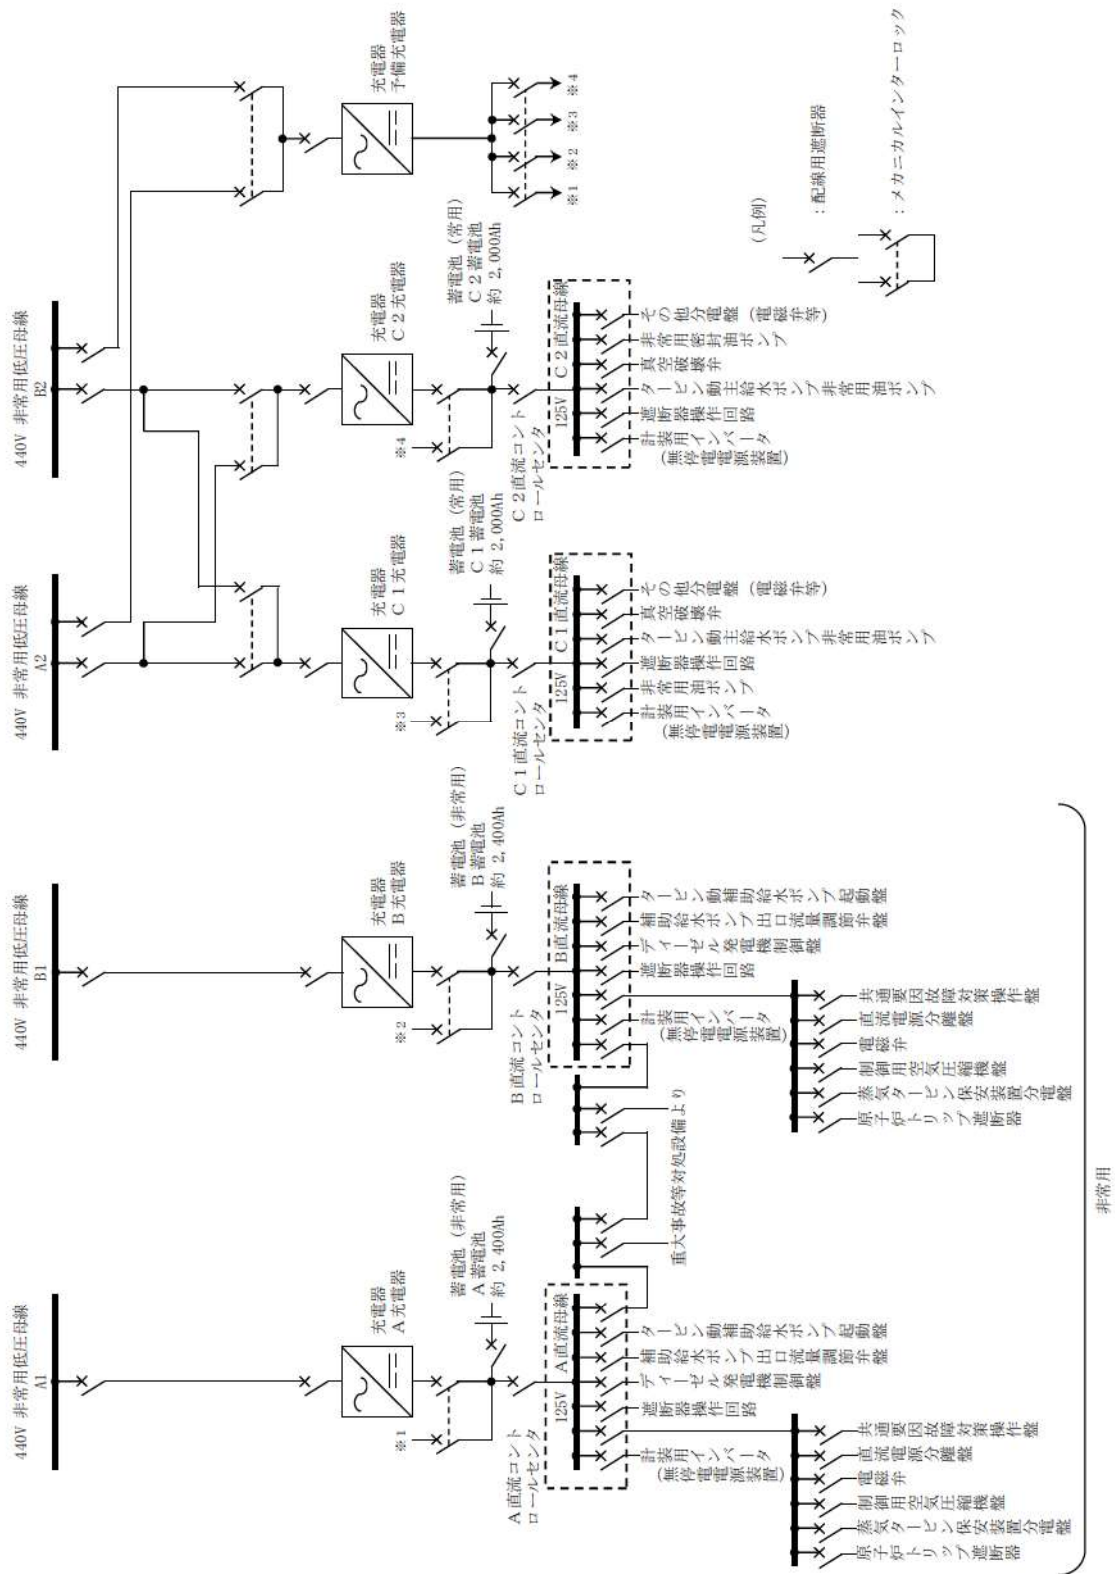 440V 非常用低圧母線
A1
充電器
A充電器
※1
蓄電池 (非常用)
A蓄電池
約 2,400Ah
A直流コント
ロールセンタ
125V A直流母線
計装用インバータ
(無停電電源装置)
遮断器操作回路
ディーゼル発電機制御盤
補助給水ポンプ出口流量調節弁盤
タービン動補助給水ポンプ起動盤
原子炉トリップ遮断器
蒸気タービン保安装置分電盤
制御用空気圧縮機盤
電磁弁
直流電源分離盤
共通要因故障対策操作盤
重大事故等対処設備より
440V 非常用低圧母線
B1
充電器
B充電器
※2
蓄電池 (非常用)
B蓄電池
約 2,400Ah
B直流コント
ロールセンタ
125V B直流母線
計装用インバータ
(無停電電源装置)
遮断器操作回路
ディーゼル発電機制御盤
補助給水ポンプ出口流量調節弁盤
タービン動補助給水ポンプ起動盤
原子炉トリップ遮断器
蒸気タービン保安装置分電盤
制御用空気圧縮機盤
電磁弁
直流電源分離盤
共通要因故障対策操作盤
非常用
440V 非常用低圧母線
A2
充電器
C1充電器
※3
蓄電池 (常用)
C1蓄電池
約 2,000Ah
C1直流コント
ロールセンタ
125V C1直流母線
計装用インバータ
(無停電電源装置)
非常用油ポンプ
遮断器操作回路
タービン動主給水ポンプ非常用油ポンプ
真空破壊弁
その他分電盤 (電磁弁等)
440V 非常用低圧母線
B2
充電器
C2充電器
※4
蓄電池 (常用)
C2蓄電池
約 2,000Ah
C2直流コント
ロールセンタ
125V C2直流母線
計装用インバータ
(無停電電源装置)
遮断器操作回路
タービン動主給水ポンプ非常用油ポンプ
真空破壊弁
非常用密封油ポンプ
その他分電盤 (電磁弁等)
充電器
予備充電器
※1
※2
※3
※4
(凡例)
：配線用遮断器
：メカニカルインターロック